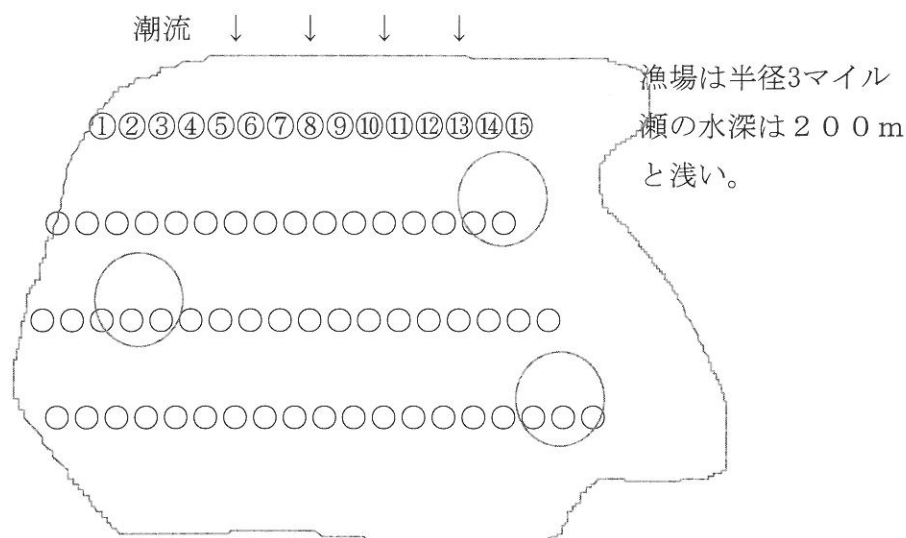 潮流 ↓ ↓ ↓ ↓
漁場は半径3マイル
瀬の水深は２００m
と浅い。
①②③④⑤⑥⑦⑧⑨⑩⑪⑫⑬⑭⑮